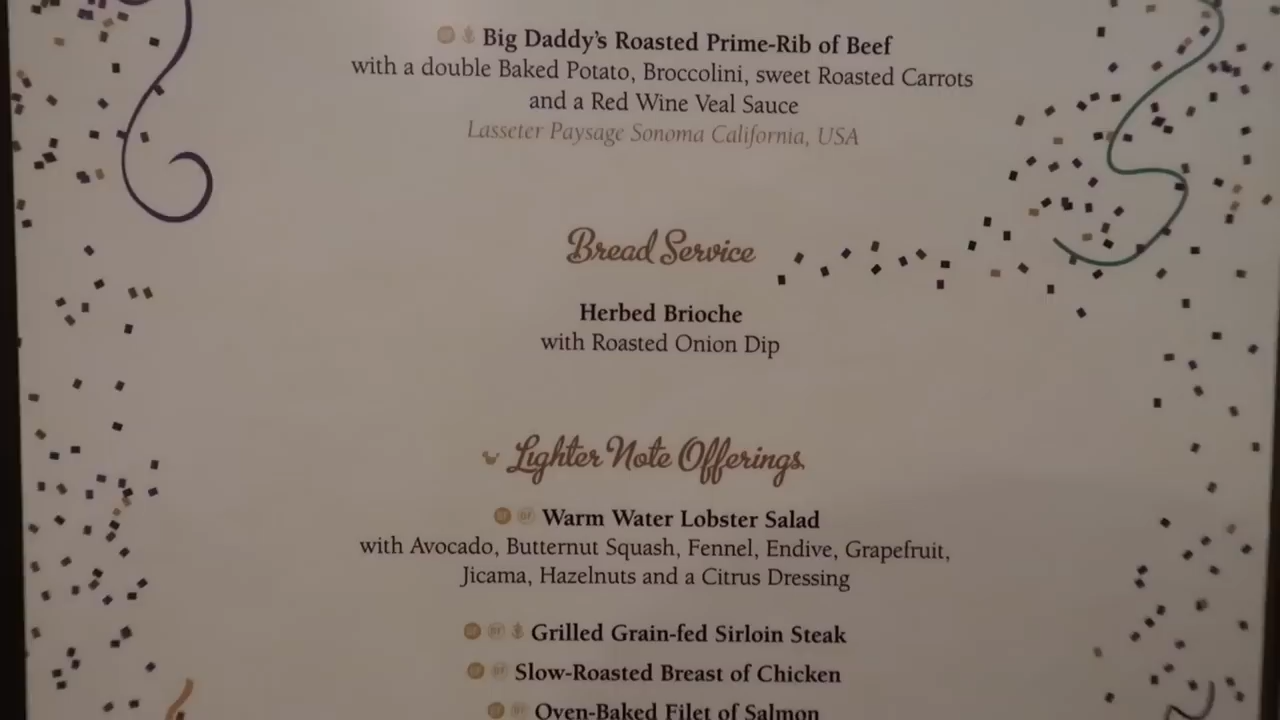 Big Daddy's Roasted Prime-Rib of Beef
with a double Baked Potato, Broccolini, sweet Roasted Carrots
and a Red Wine Veal Sauce
Lasseter Paysage Sonoma California, USA
Bread Service
Herbed Brioche
with Roasted Onion Dip
Lighter Note Offerings
Warm Water Lobster Salad
with Avocado, Butternut Squash, Fennel, Endive, Grapefruit,
Jicama, Hazelnuts and a Citrus Dressing
Grilled Grain-fed Sirloin Steak
Slow-Roasted Breast of Chicken
Oven-Baked Filet of Salmon